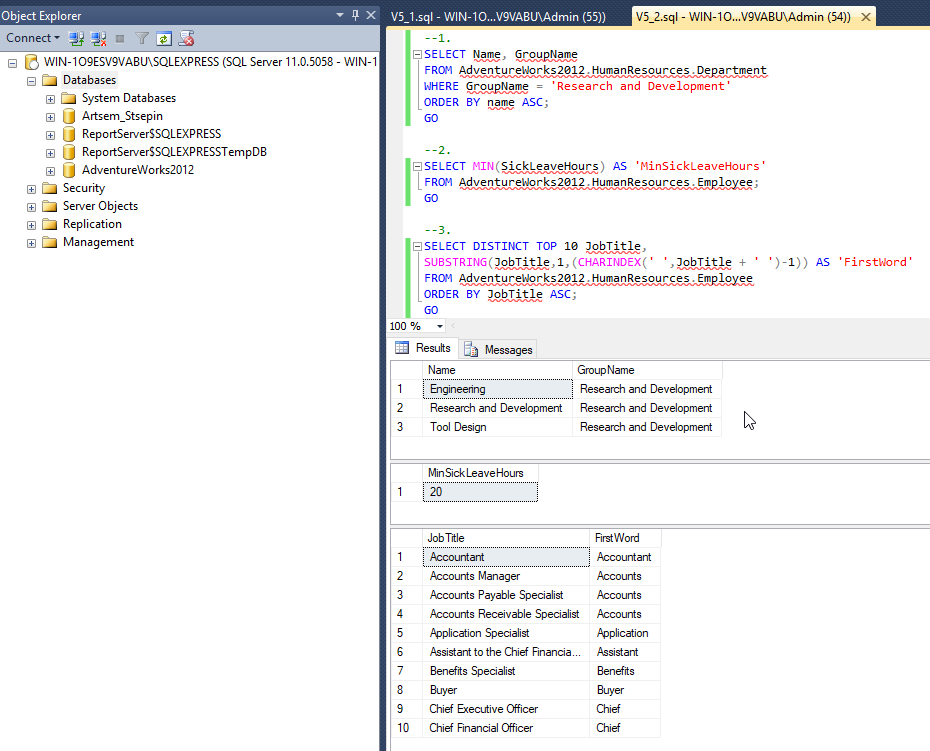 Object Explorer
Connect
WIN-1O9ESV9VABU\SQLEXPRESS (SQL Server 11.0.5058 - WIN-1
Databases
System Databases
Artsem_Stsepin
ReportServer$SQLEXPRESS
ReportServer$SQLEXPRESSTempDB
AdventureWorks2012
Security
Server Objects
Replication
Management
V5_1.sql - WIN-1O...V9VABU\Admin (55)) V5_2.sql - WIN-1O...V9VABU\Admin (54))
--1.
SELECT Name, GroupName
FROM AdventureWorks2012.HumanResources.Department
WHERE GroupName = 'Research and Development'
ORDER BY name ASC;
GO
--2.
SELECT MIN(SickLeaveHours) AS 'MinSickLeaveHours'
FROM AdventureWorks2012.HumanResources.Employee;
GO
--3.
SELECT DISTINCT TOP 10 JobTitle,
SUBSTRING(JobTitle,1,(CHARINDEX(' ',JobTitle + ' ')-1)) AS 'FirstWord'
FROM AdventureWorks2012.HumanResources.Employee
ORDER BY JobTitle ASC;
GO
100 %
Results Messages
Name GroupName
1 Engineering Research and Development
2 Research and Development Research and Development
3 Tool Design Research and Development
MinSickLeaveHours
1 20
JobTitle FirstWord
1 Accountant Accountant
2 Accounts Manager Accounts
3 Accounts Payable Specialist Accounts
4 Accounts Receivable Specialist Accounts
5 Application Specialist Application
6 Assistant to the Chief Financia... Assistant
7 Benefits Specialist Benefits
8 Buyer Buyer
9 Chief Executive Officer Chief
10 Chief Financial Officer Chief